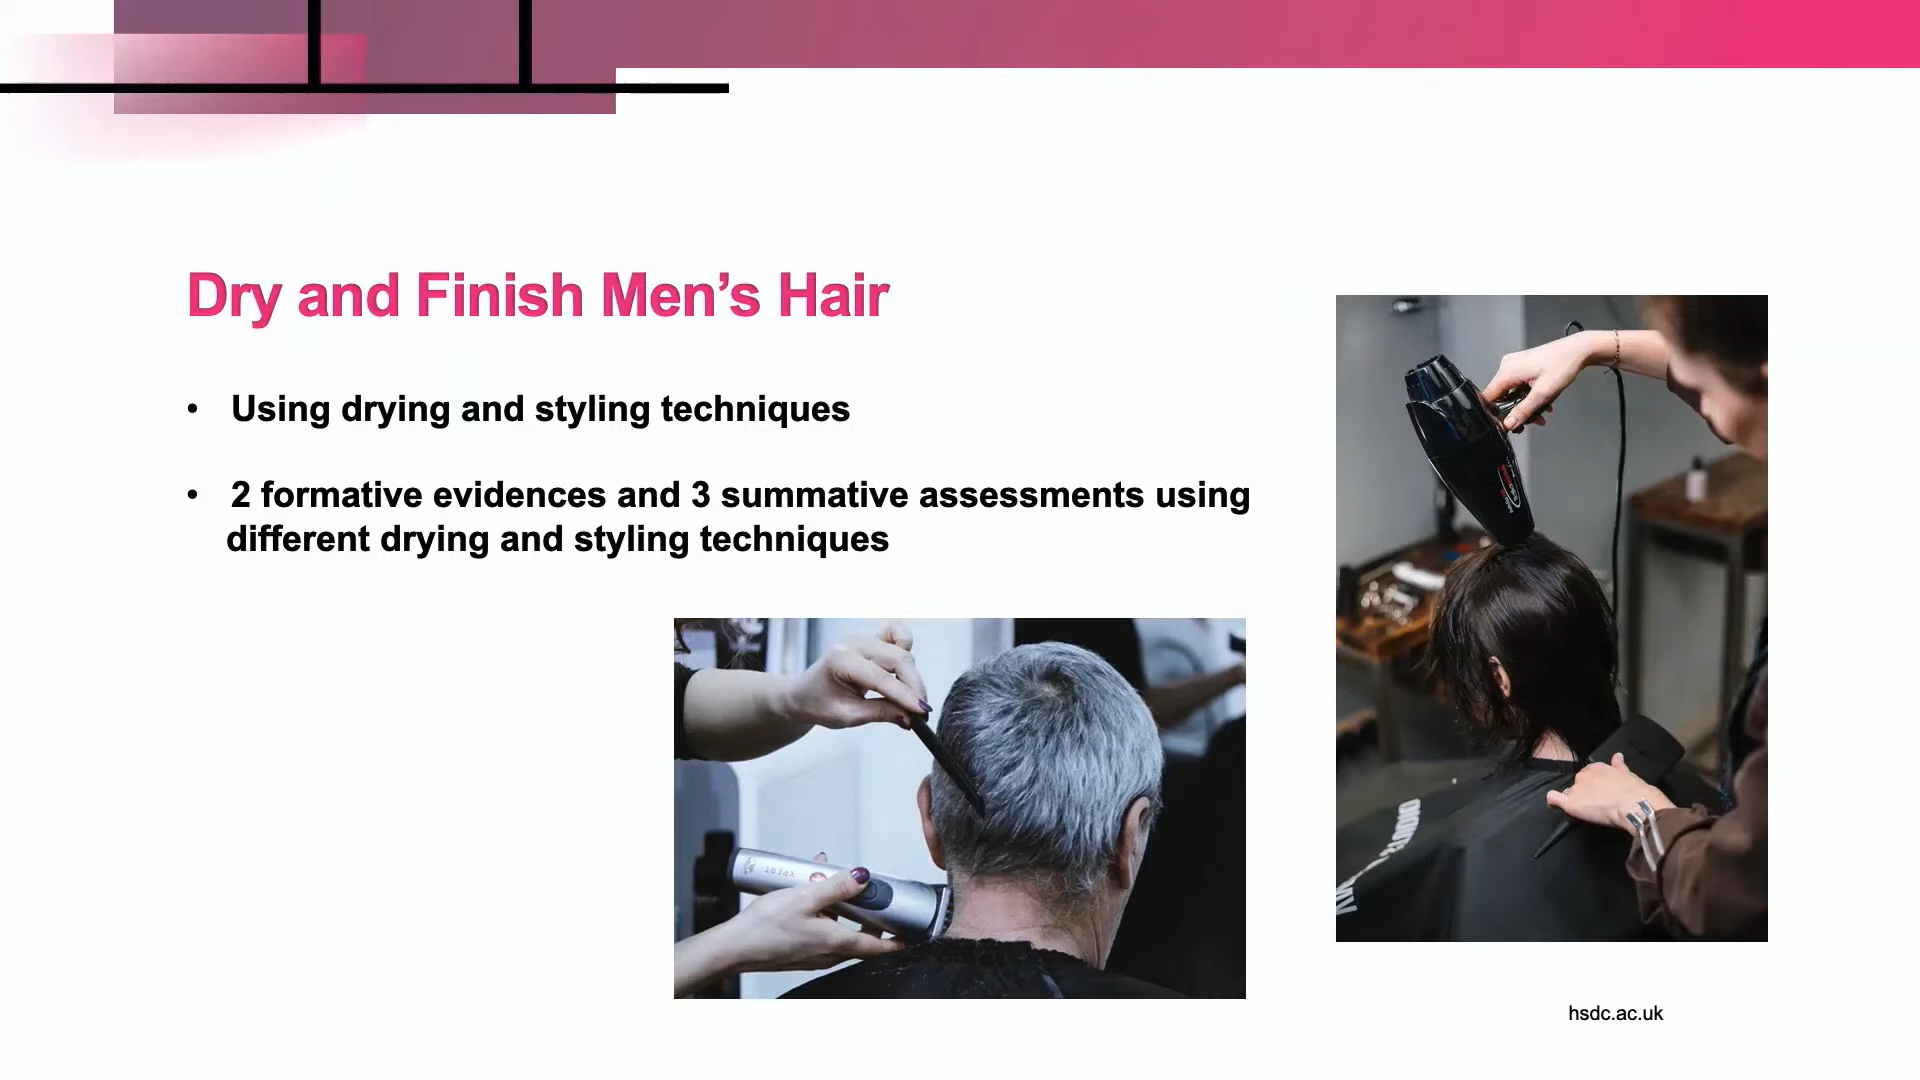 Dry and Finish Men’s Hair
• Using drying and styling techniques
• 2 formative evidences and 3 summative assessments using
different drying and styling techniques
XPERT
hsdc.ac.uk